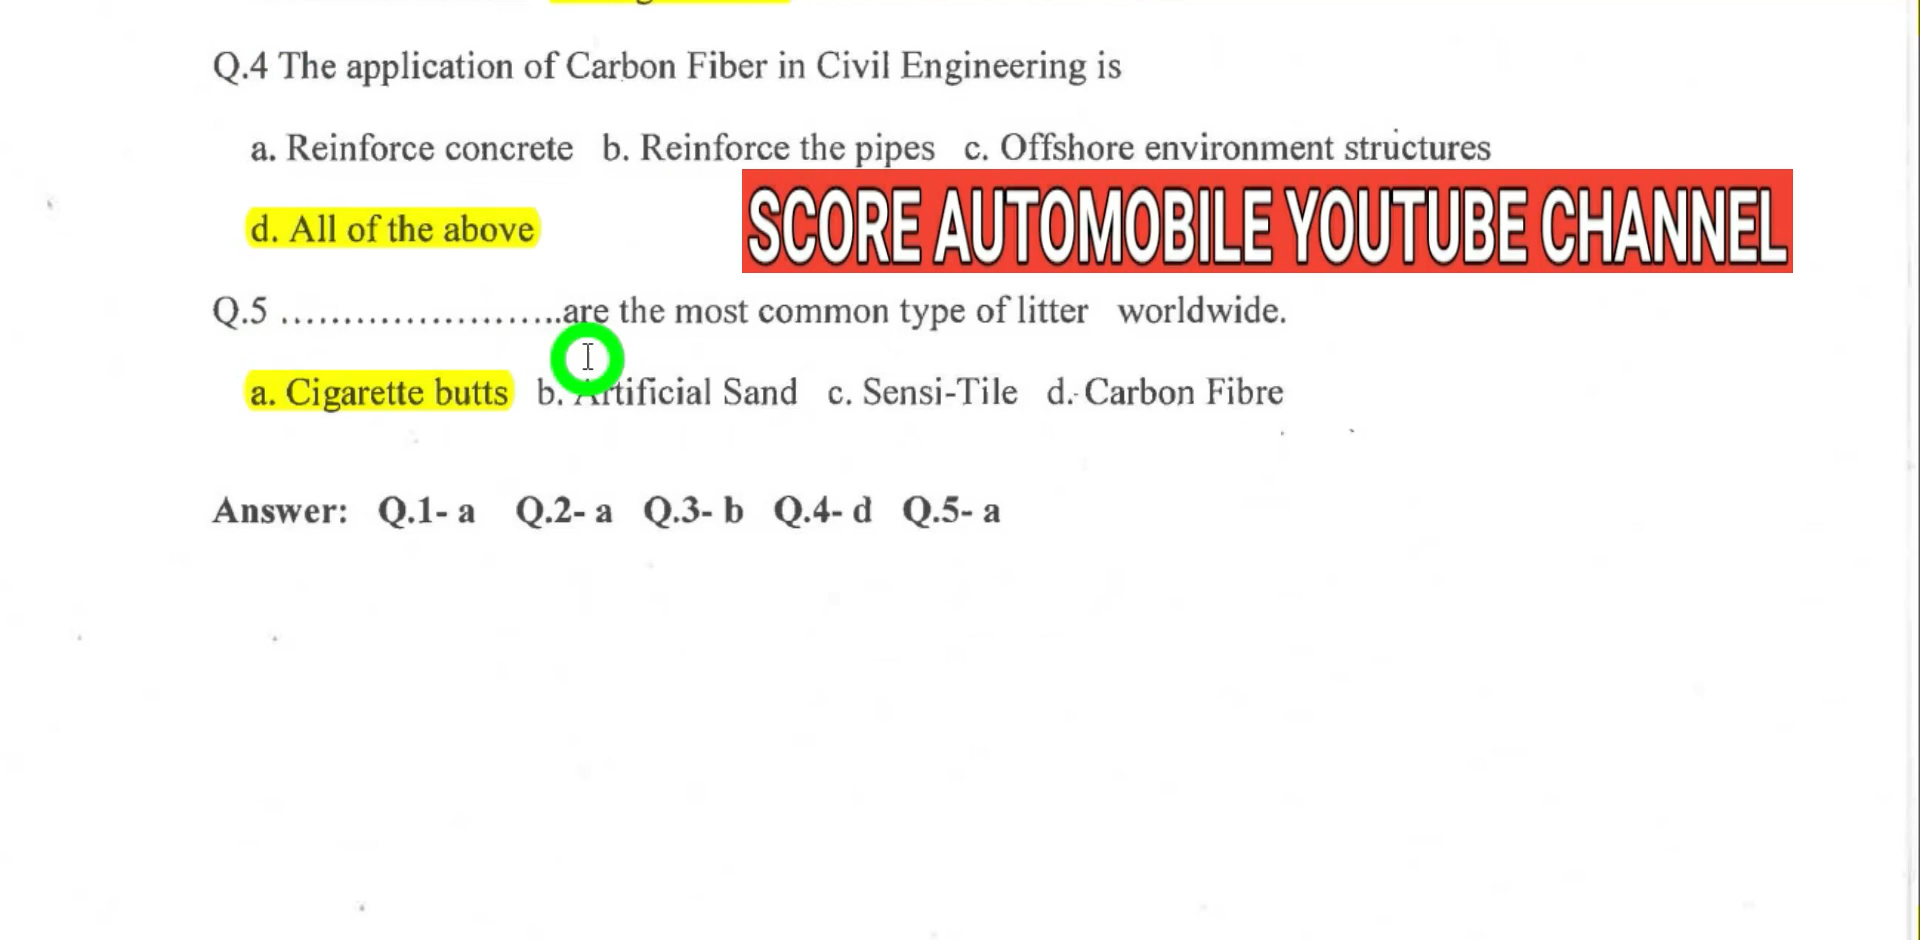 Q.4 The application of Carbon Fiber in Civil Engineering is
a. Reinforce concrete b. Reinforce the pipes c. Offshore environment structures
d. All of the above
SCORE AUTOMOBILE YOUTUBE CHANNEL
Q.5 ........................are the most common type of litter worldwide.
a. Cigarette butts b. Artificial Sand c. Sensi-Tile d. Carbon Fibre
Answer: Q.1- a Q.2- a Q.3- b Q.4- d Q.5- a